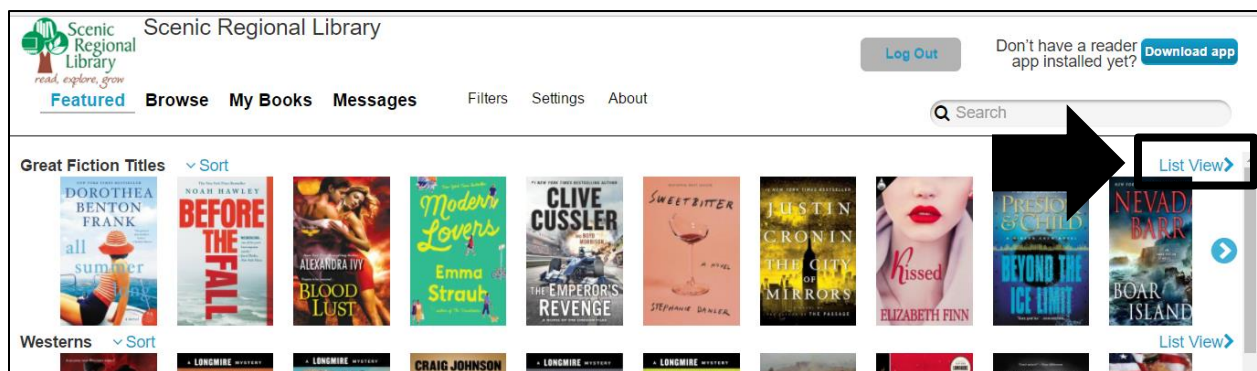 Scenic
Regional
Library
read, explore, grow
Scenic Regional Library
Log Out
Don't have a reader
app installed yet?
Download app
Featured Browse My Books Messages Filters Settings About
Search
Great Fiction Titles Sort
List View
DOROTHEA
BENTON
FRANK
all
summer
NOAH HAWLEY
BEFORE
THE
FALL
ALEXANDRA IVY
BLOOD
LUST
Modern
Lovers
Emma
Straub
CLIVE
CUSSLER
THE EMPEROR'S
REVENGE
SWEETBITTER
A NOVEL
STEPHANIE DANLER
JUSTIN
CRONIN
THE CITY
OF
MIRRORS
Kissed
ELIZABETH FINN
PRESTON
& CHILD
BEYOND THE
ICE LIMIT
NEVAD
BARR
BOAR
ISLAND
Westerns Sort
List View
A LONGMIRE MYSTERY
A LONGMIRE MYSTERY
CRAIG JOHNSON
A LONGMIRE MYSTERY
A LONGMIRE MYSTERY